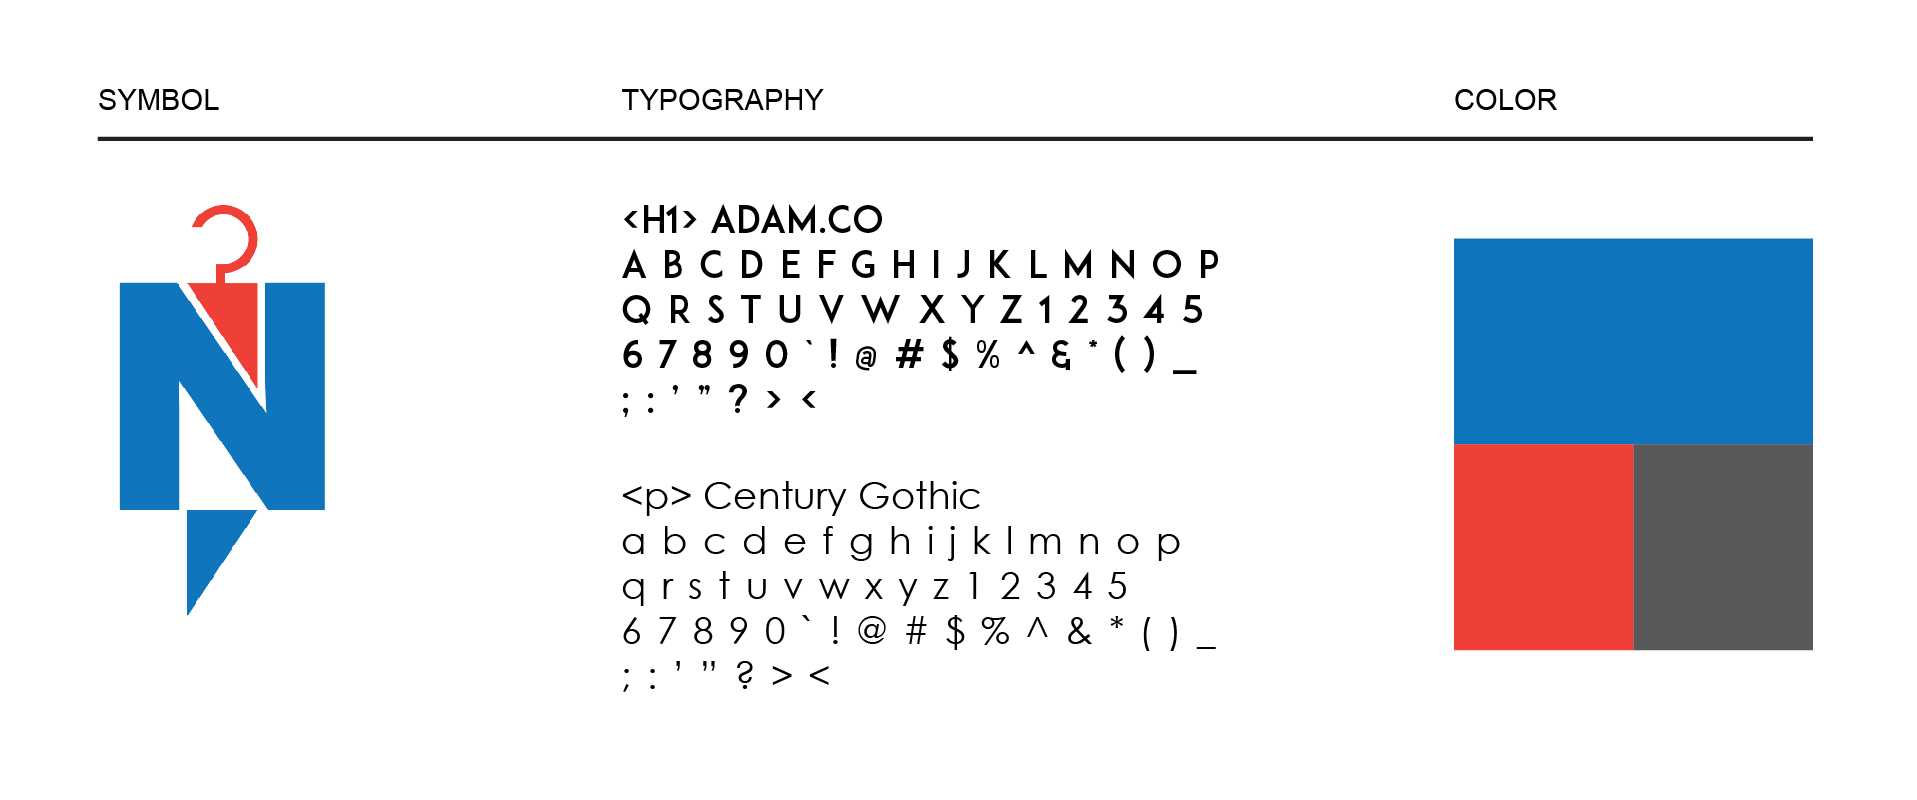 SYMBOL TYPOGRAPHY COLOR
N
<H1> ADAM.CO
A B C D E F G H I J K L M N O P
Q R S T U V W X Y Z 1 2 3 4 5
6 7 8 9 0 ` ! @ # $ % ^ & * ( ) _
; : ’ ” ? > <
<p> Century Gothic
a b c d e f g h i j k l m n o p
q r s t u v w x y z 1 2 3 4 5
6 7 8 9 0 ` ! @ # $ % ^ & * ( ) _
; : ’ ” ? > <